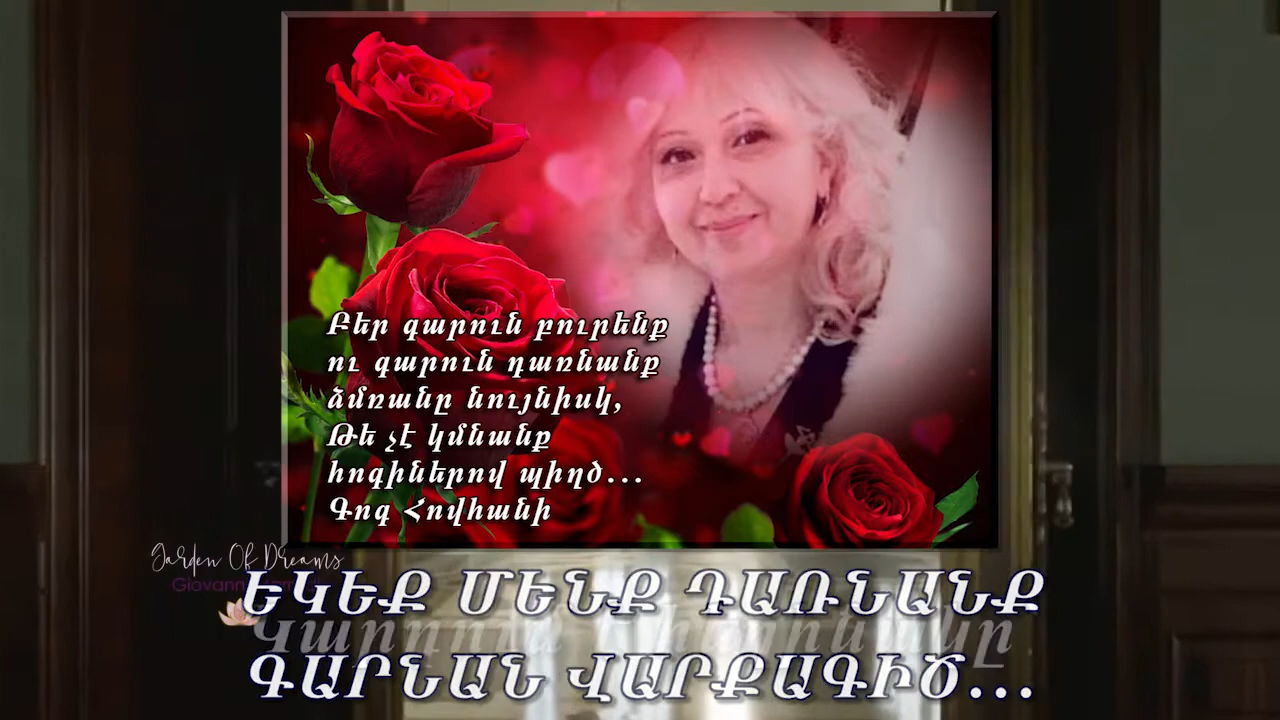 Բեր գարուն բուրենք
ու գարուն դառնանք
ձմռանը նույնիսկ,
Թե չէ կմնանք
հոգիներով պիղծ...
Գոգ Հովհանի
Jarden Of Dreams
ԵԿԵՔ ՄԵՆՔ ԴԱՌՆԱՆՔ
ԳԱՐՆԱՆ ՎԱՐՔԱԳԻԾ...